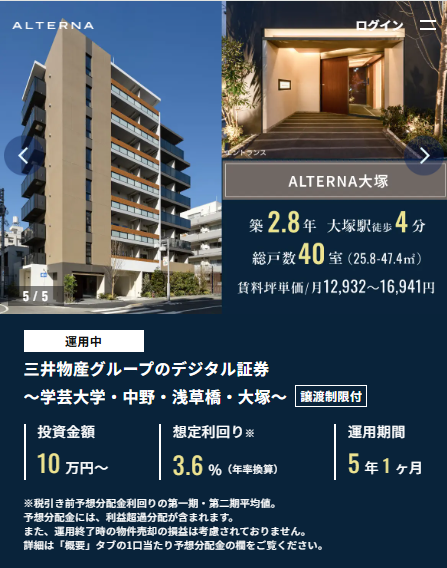 ALTERNA
ログイン
エントランス
ALTERNA大塚
築2.8年 大塚駅徒歩4分
総戸数40室(25.8-47.4㎡)
賃料坪単価/月12,932〜16,941円
5 / 5
運用中
三井物産グループのデジタル証券
〜学芸大学・中野・浅草橋・大塚〜 譲渡制限付
投資金額 想定利回り※ 運用期間
10万円〜 3.6%(年率換算) 5年1ヶ月
※税引き前予想分配金利回りの第一期・第二期平均値。
予想分配金には、利益超過分配が含まれます。
また、運用終了時の物件売却の損益は考慮されておりません。
詳細は「概要」タブの1口当たり予想分配金の欄をご覧ください。